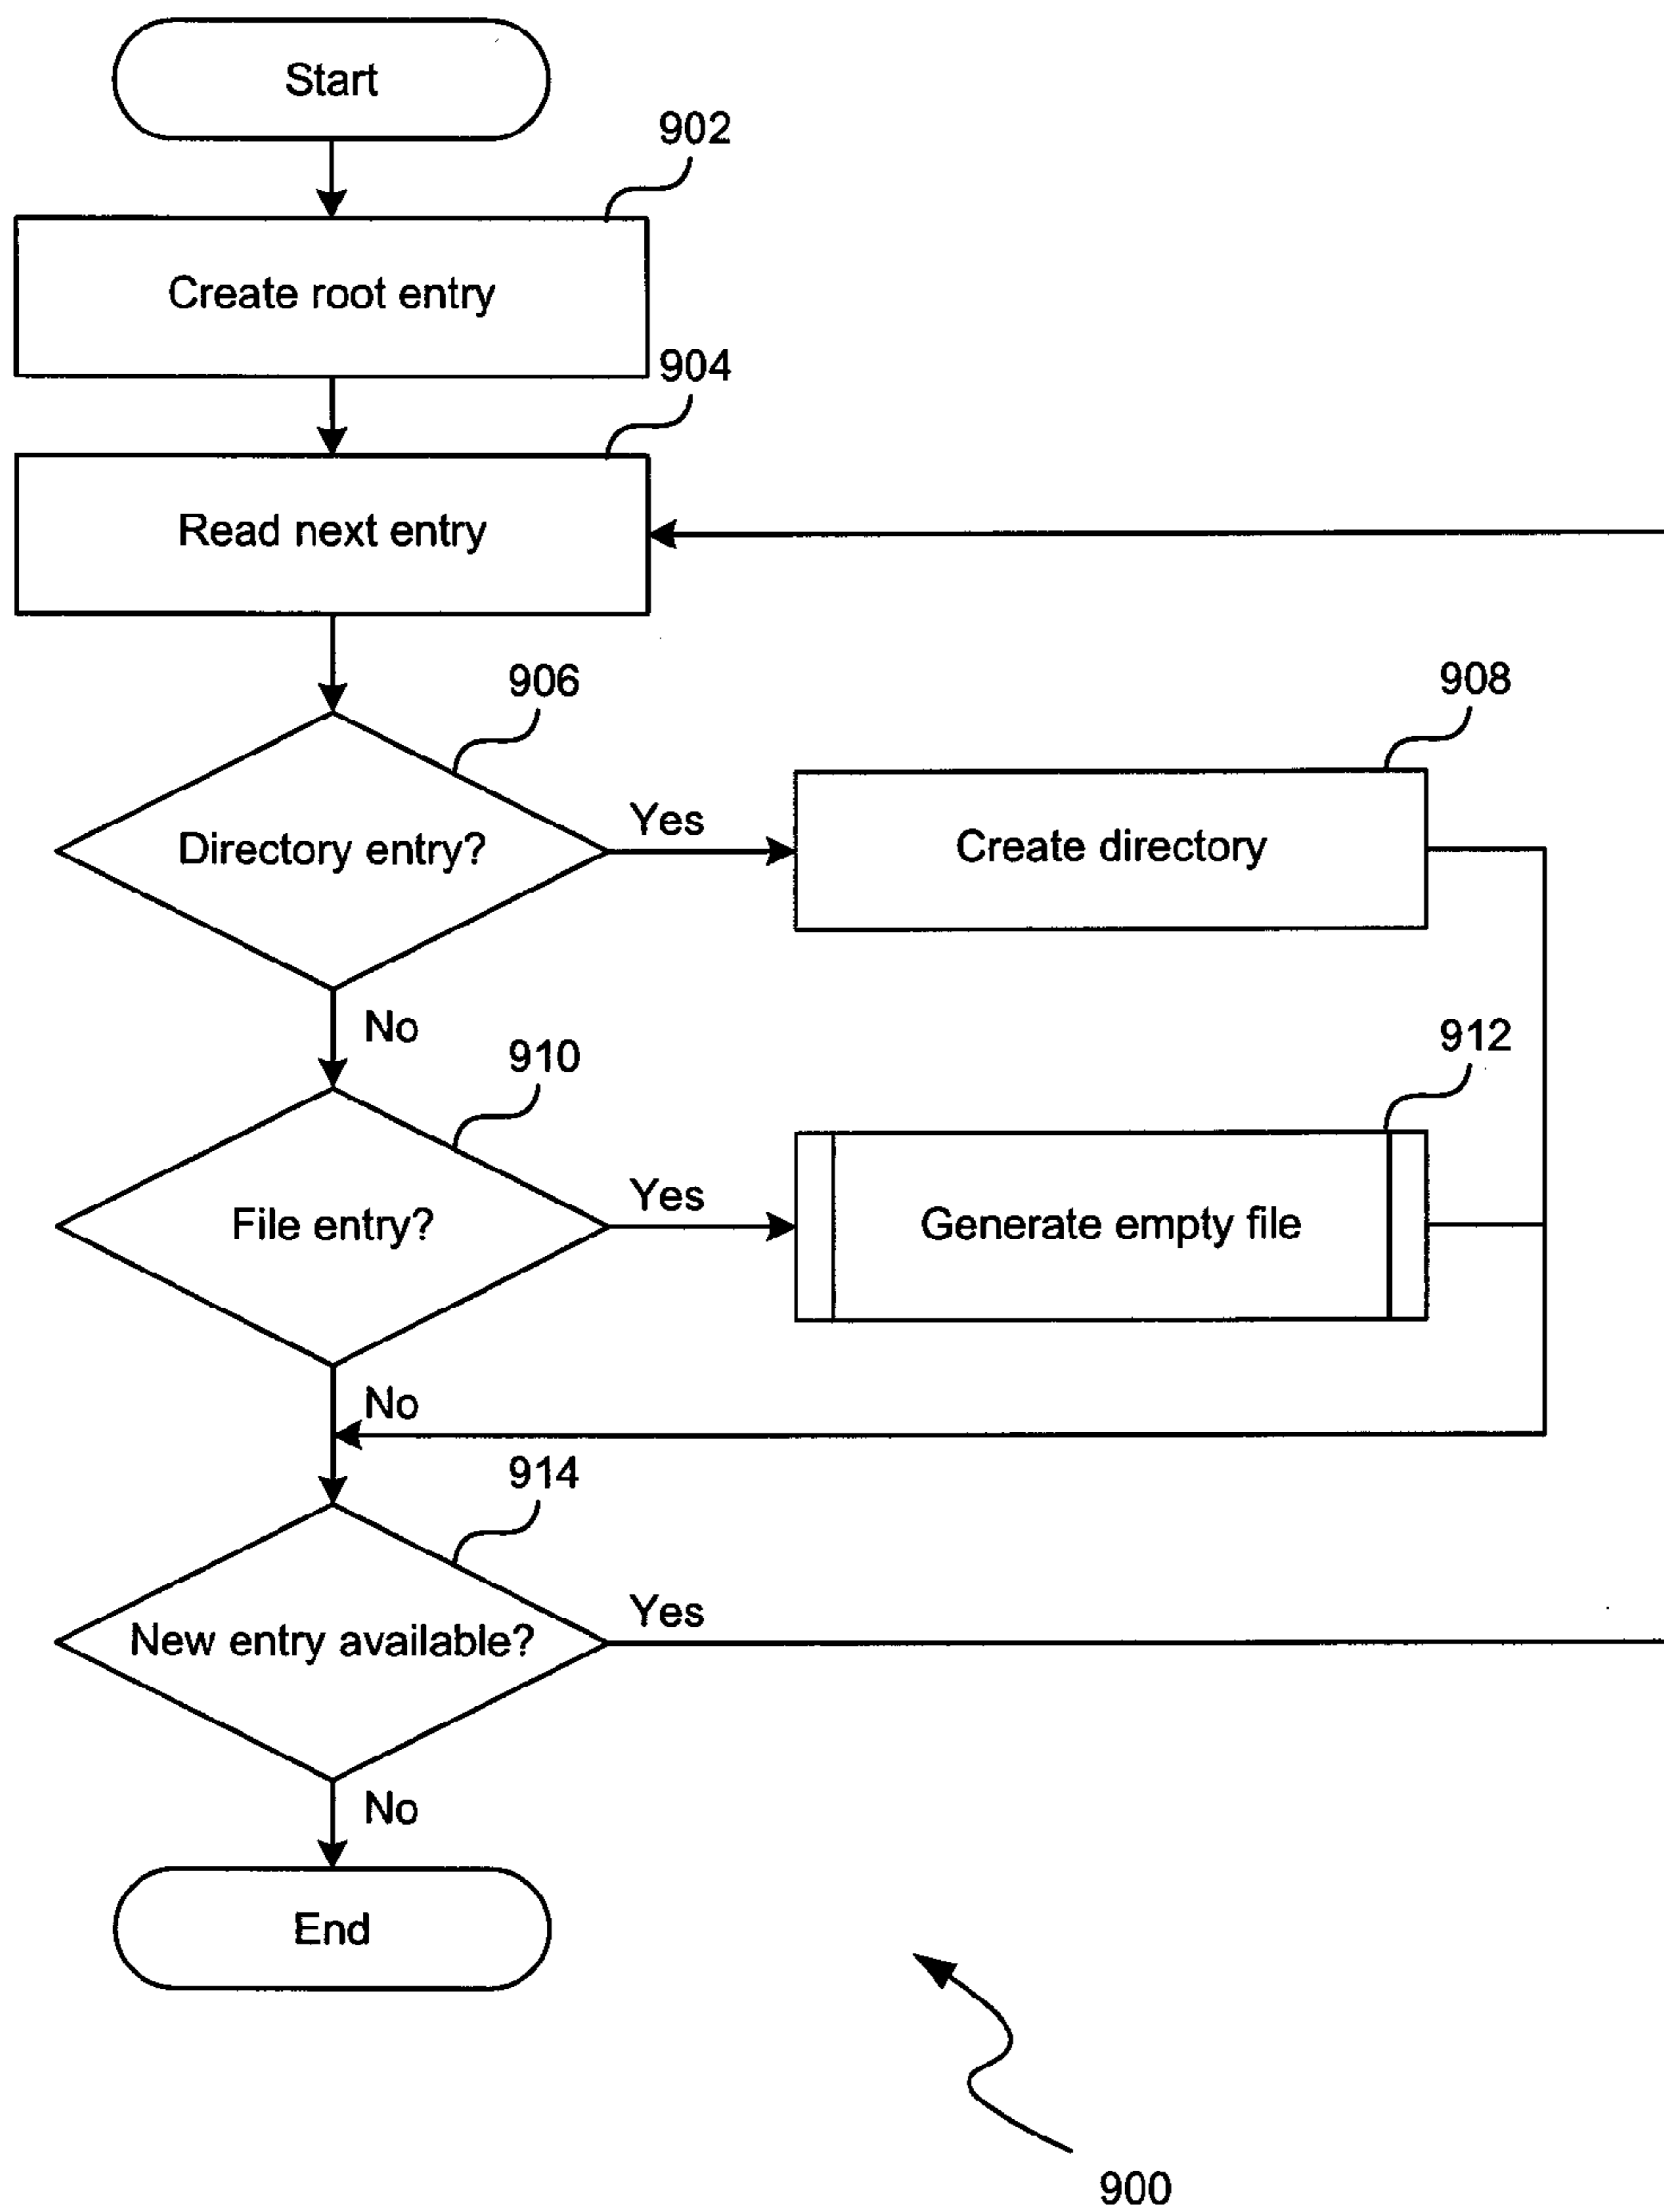 Start
902
Create root entry
904
Read next entry
906
908
Directory entry?
Yes
Create directory
No
910
912
File entry?
Yes
Generate empty file
No
914
New entry available?
Yes
No
End
900